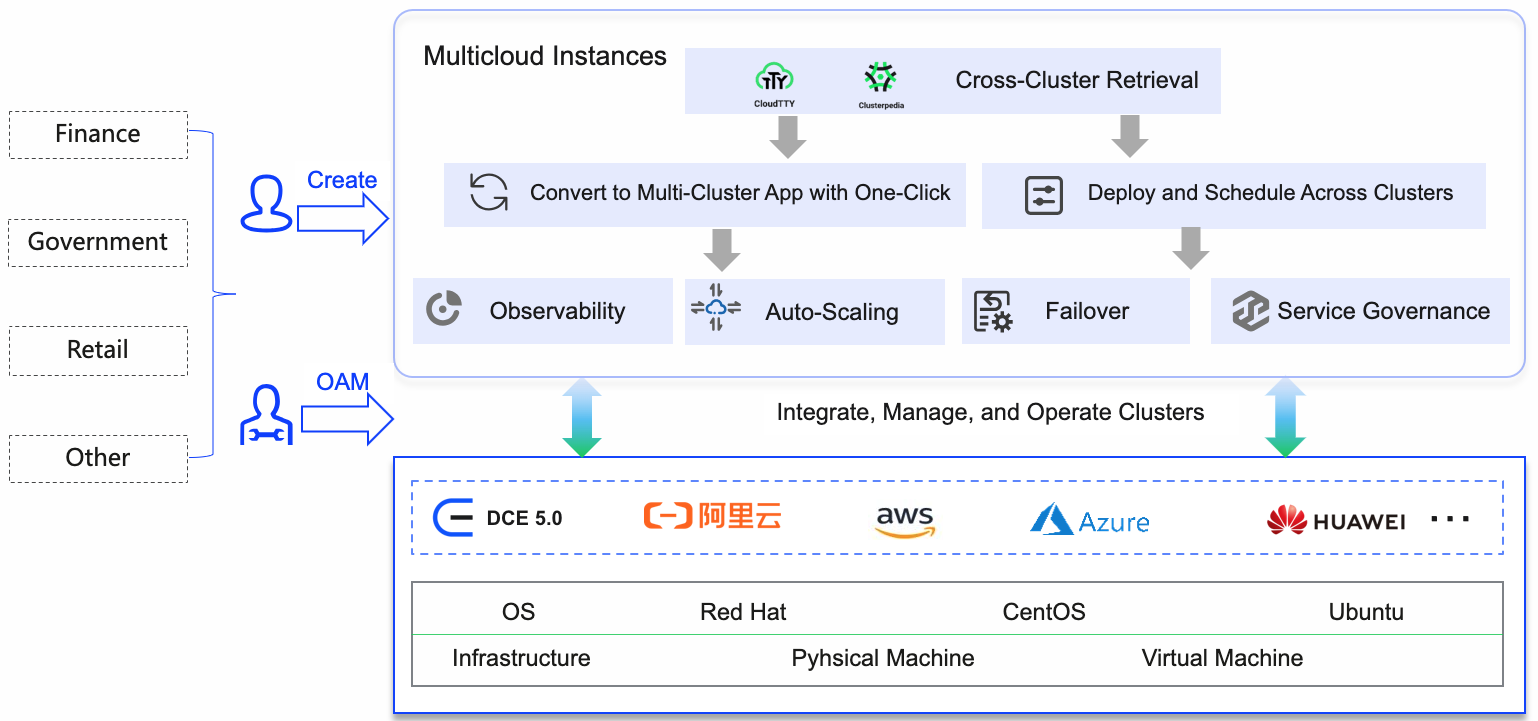 Multicloud Instances
CloudTTY
Clusterpedia
Cross-Cluster Retrieval
Finance
Government
Retail
Other
Create
OAM
Convert to Multi-Cluster App with One-Click
Deploy and Schedule Across Clusters
Observability
Auto-Scaling
Failover
Service Governance
Integrate, Manage, and Operate Clusters
DCE 5.0
阿里云
aws
Azure
HUAWEI ...
OS
Red Hat
CentOS
Ubuntu
Infrastructure
Pyhsical Machine
Virtual Machine